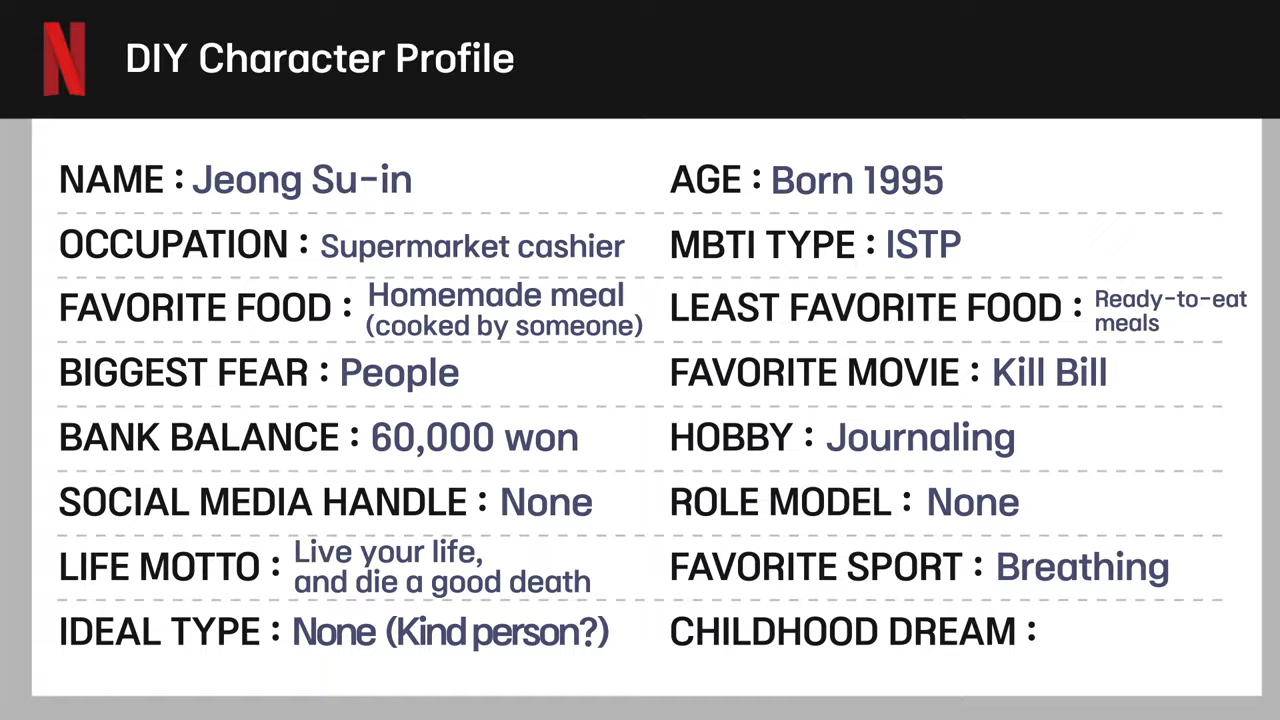 N
DIY Character Profile
NAME : Jeong Su-in
AGE : Born 1995
OCCUPATION : Supermarket cashier
MBTI TYPE : ISTP
FAVORITE FOOD : Homemade meal
(cooked by someone)
LEAST FAVORITE FOOD : Ready-to-eat
meals
BIGGEST FEAR : People
FAVORITE MOVIE : Kill Bill
BANK BALANCE : 60,000 won
HOBBY : Journaling
SOCIAL MEDIA HANDLE : None
ROLE MODEL : None
LIFE MOTTO : Live your life,
and die a good death
FAVORITE SPORT : Breathing
IDEAL TYPE : None (Kind person?)
CHILDHOOD DREAM :